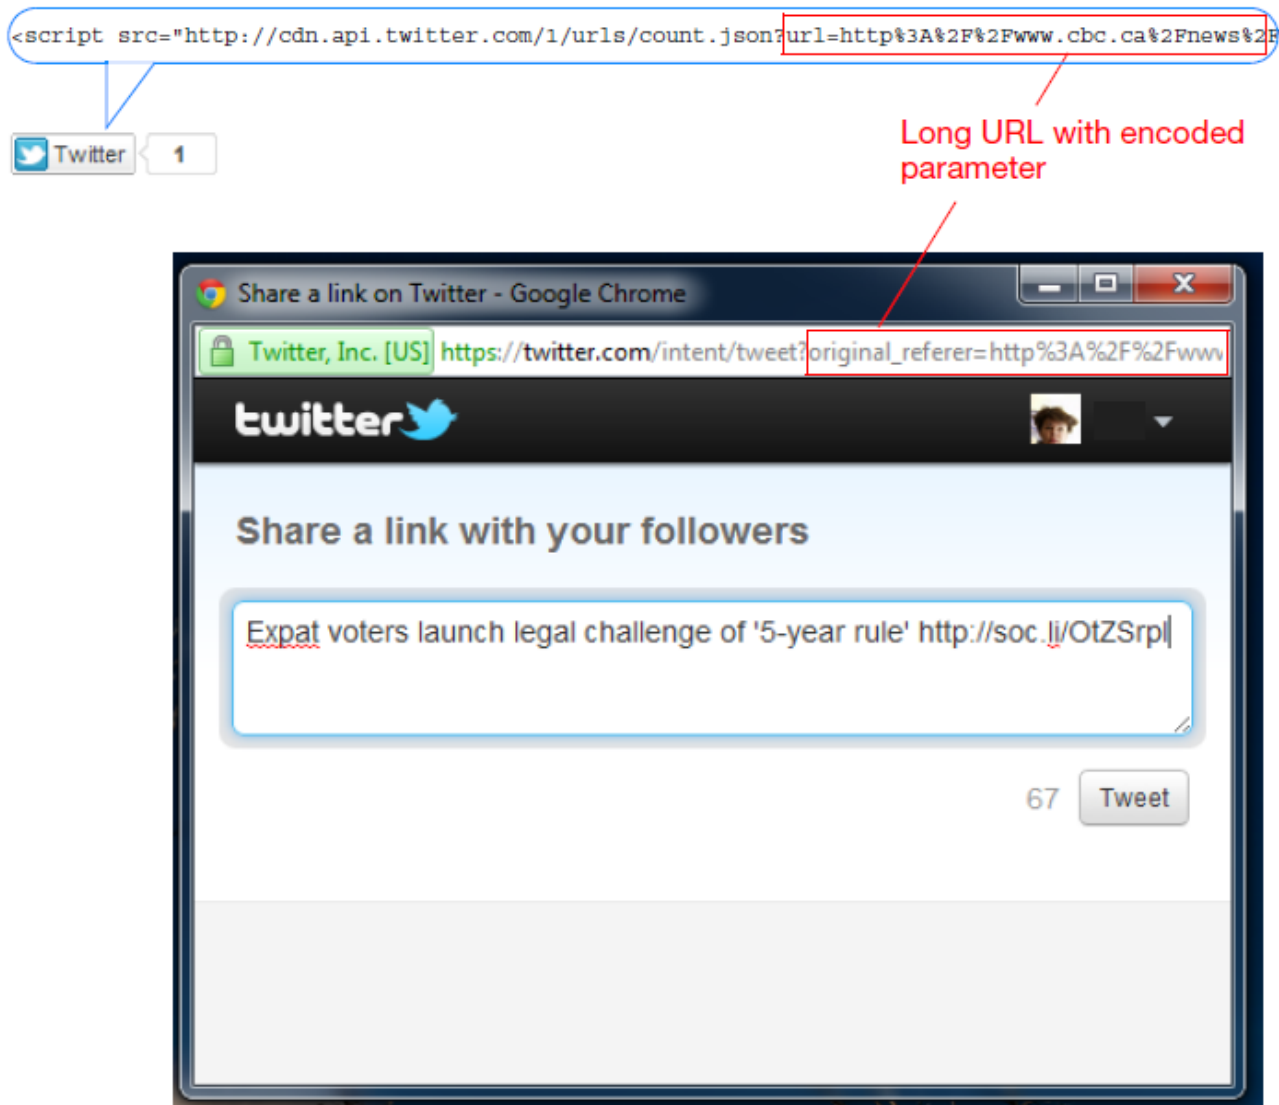 <script src="http://cdn.api.twitter.com/1/urls/count.json?url=http%3A%2F%2Fwww.cbc.ca%2Fnews%2F
Twitter 1
Long URL with encoded
parameter
Share a link on Twitter - Google Chrome
Twitter, Inc. [US] https://twitter.com/intent/tweet?original_referer=http%3A%2F%2Fwww
twitter
Share a link with your followers
Expat voters launch legal challenge of '5-year rule' http://soc.li/OtZSrpl
67 Tweet